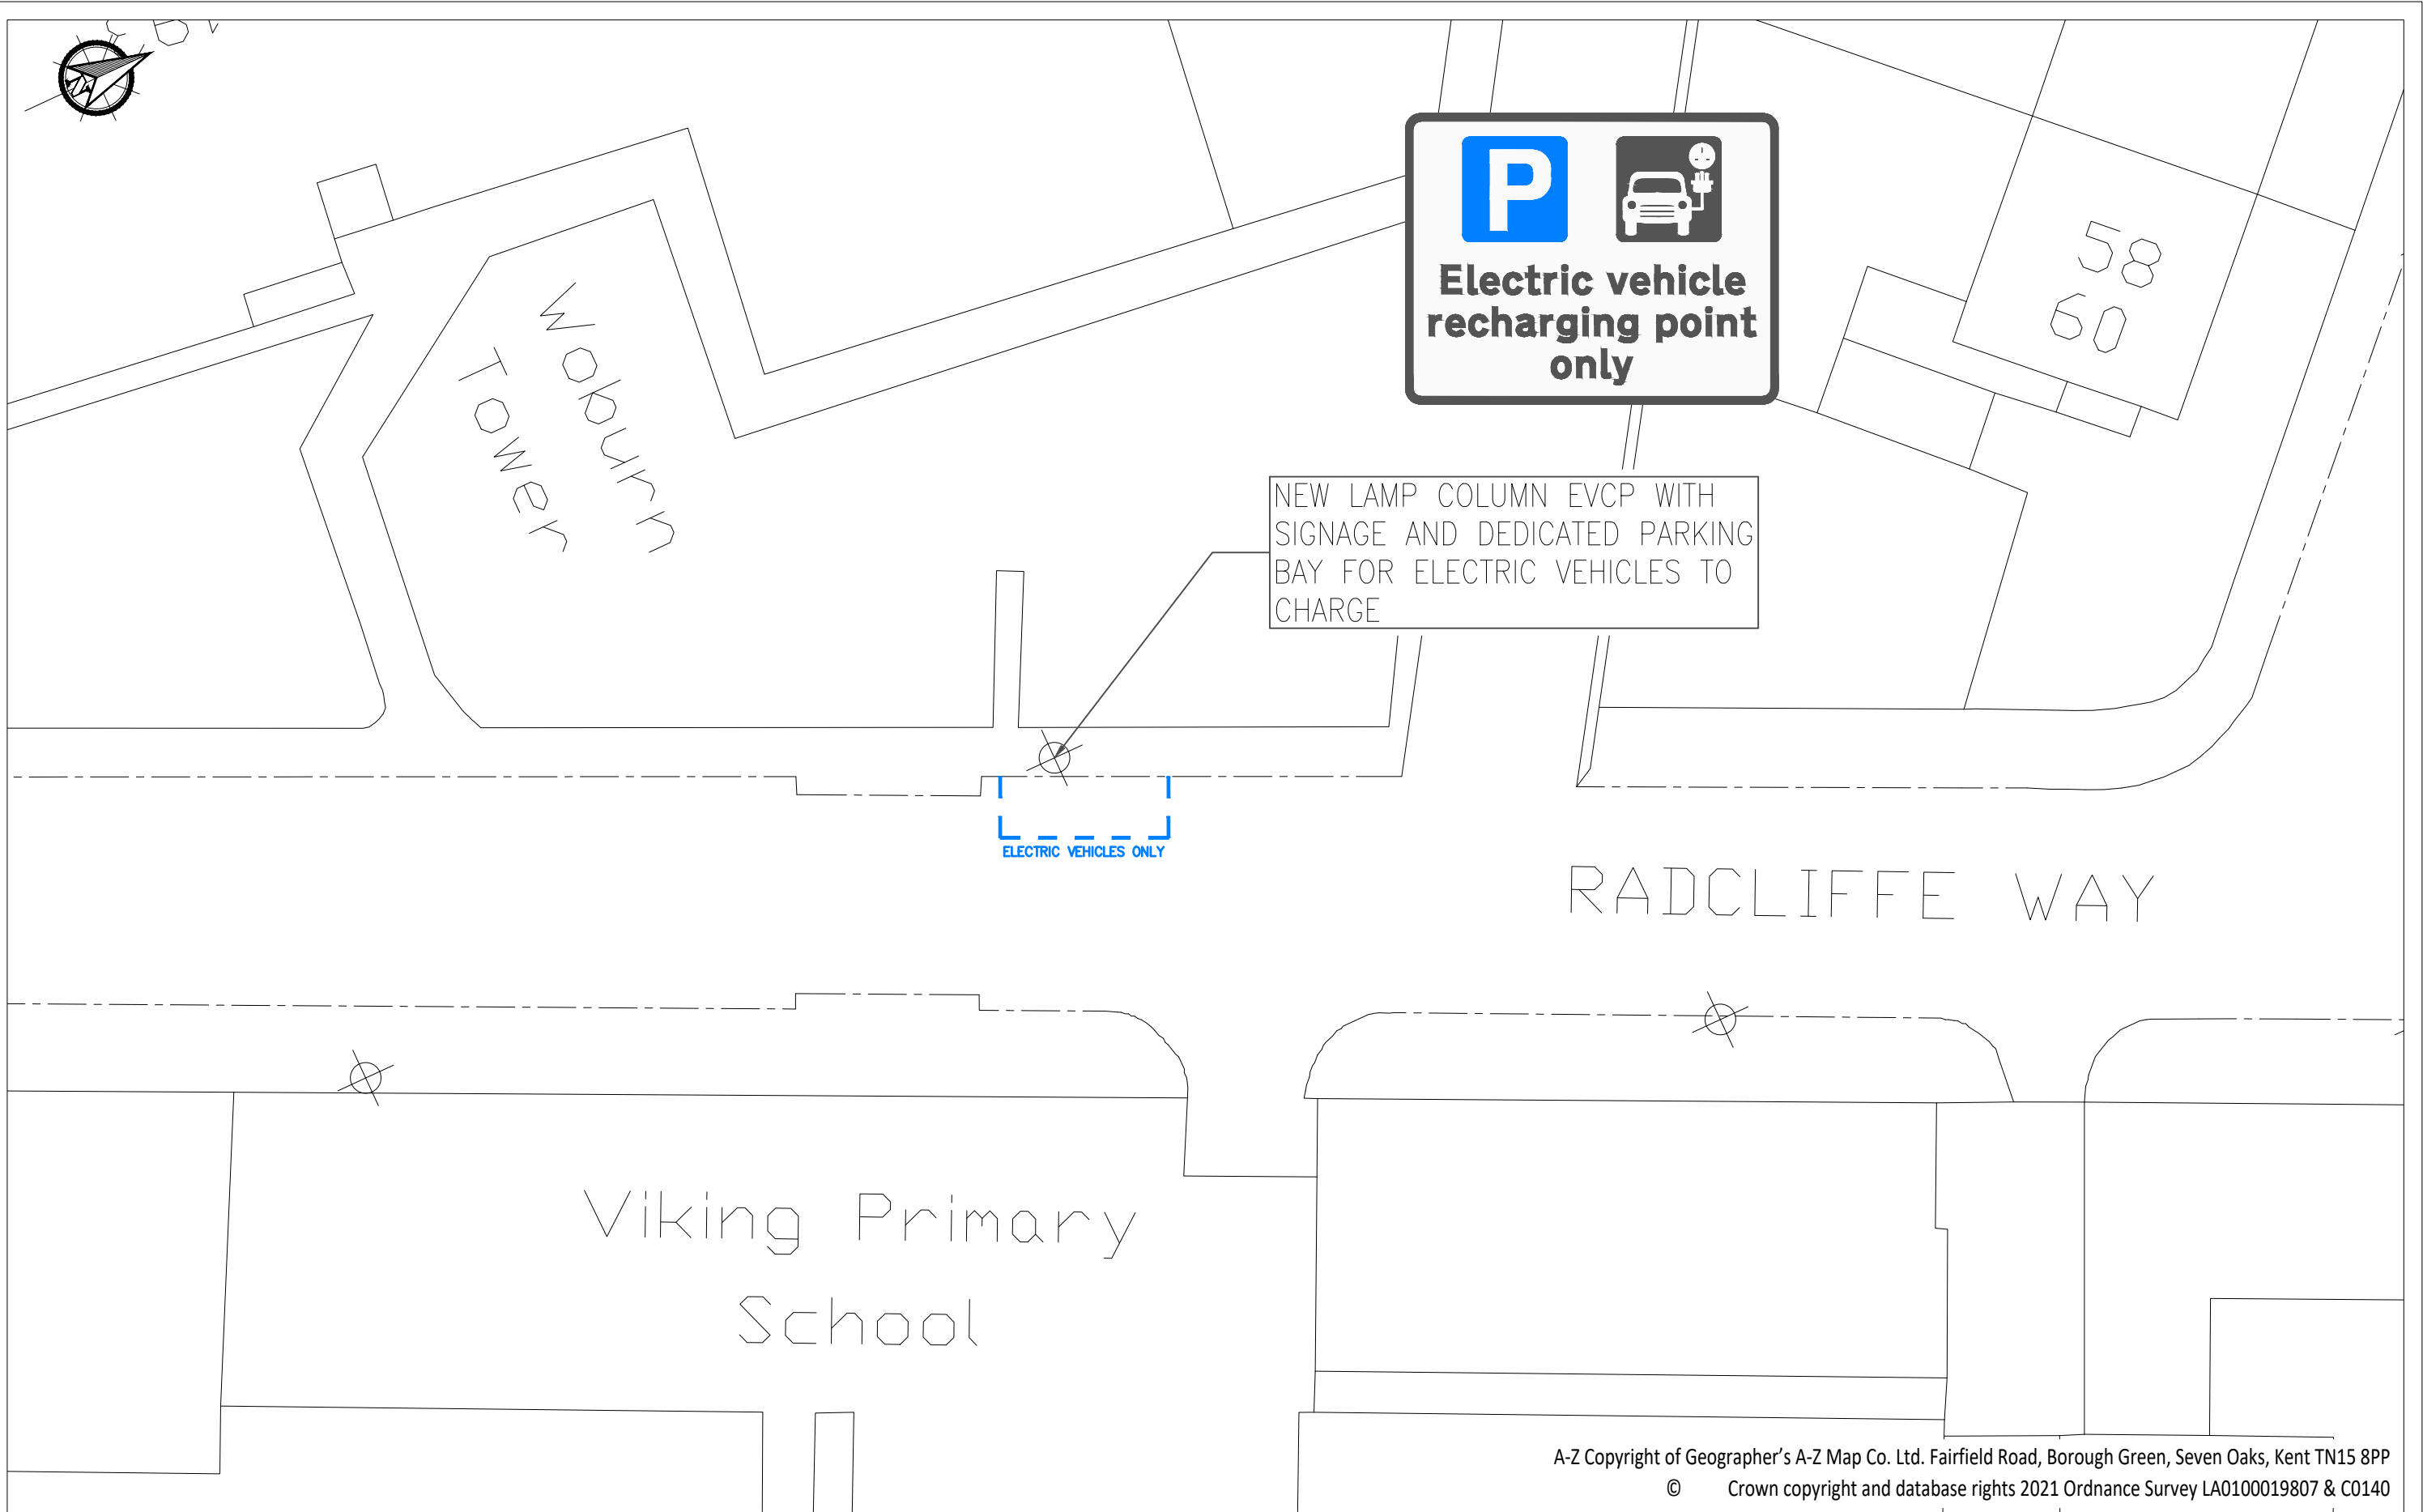 P
Electric vehicle
recharging point
only
58
60
Woburn
Tower
NEW LAMP COLUMN EVCP WITH
SIGNAGE AND DEDICATED PARKING
BAY FOR ELECTRIC VEHICLES TO
CHARGE
ELECTRIC VEHICLES ONLY
RADCLIFFE WAY
Viking Primary
School
A-Z Copyright of Geographer's A-Z Map Co. Ltd. Fairfield Road, Borough Green, Seven Oaks, Kent TN15 8PP
© Crown copyright and database rights 2021 Ordnance Survey LA0100019807 & C0140